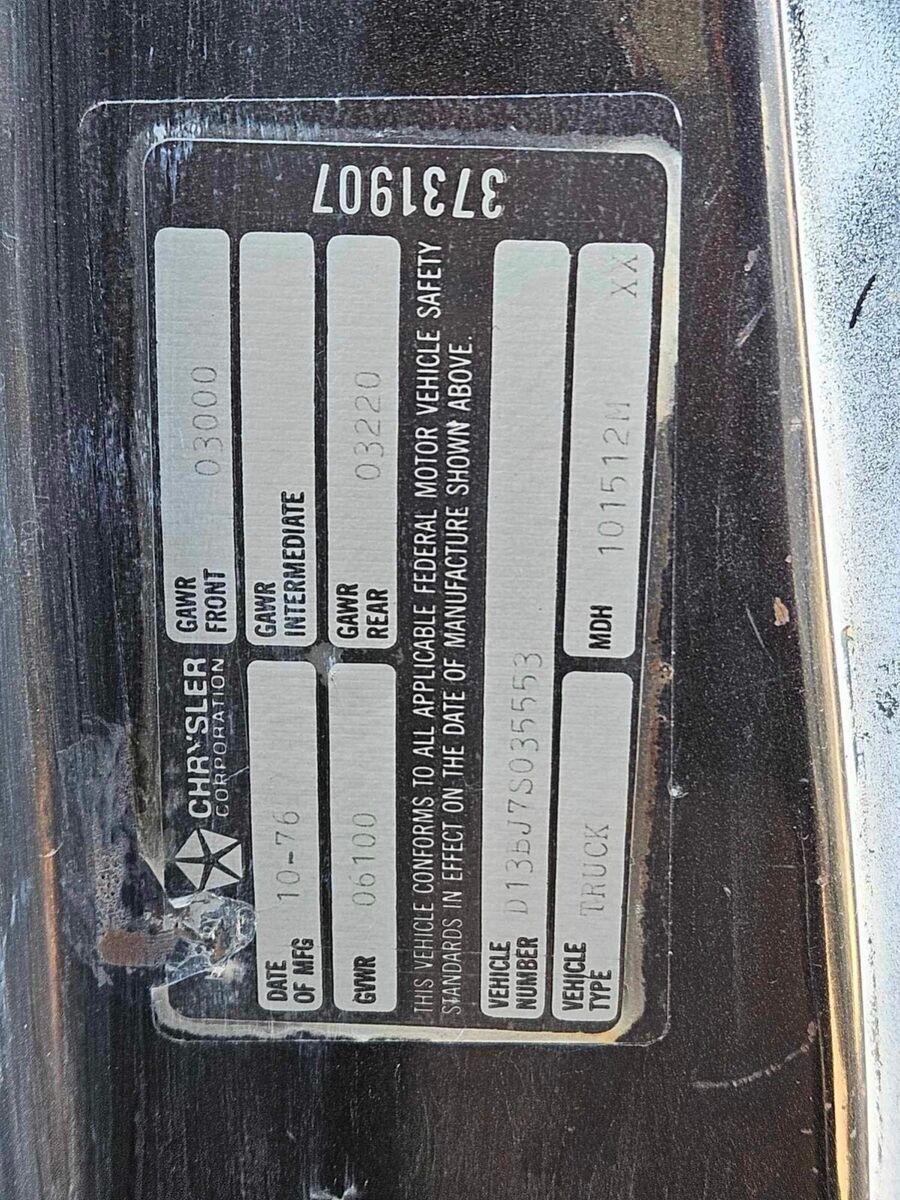 CHRYSLER
CORPORATION
GAWR
FRONT 03000
DATE
OF MFG 10-76
GAWR
INTERMEDIATE
GVWR 06100
GAWR
REAR 03220
THIS VEHICLE CONFORMS TO ALL APPLICABLE FEDERAL MOTOR VEHICLE SAFETY
STANDARDS IN EFFECT ON THE DATE OF MANUFACTURE SHOWN ABOVE.
VEHICLE
NUMBER D13BJ7S035553
VEHICLE
TYPE TRUCK
MDH 101512M XX
3731907